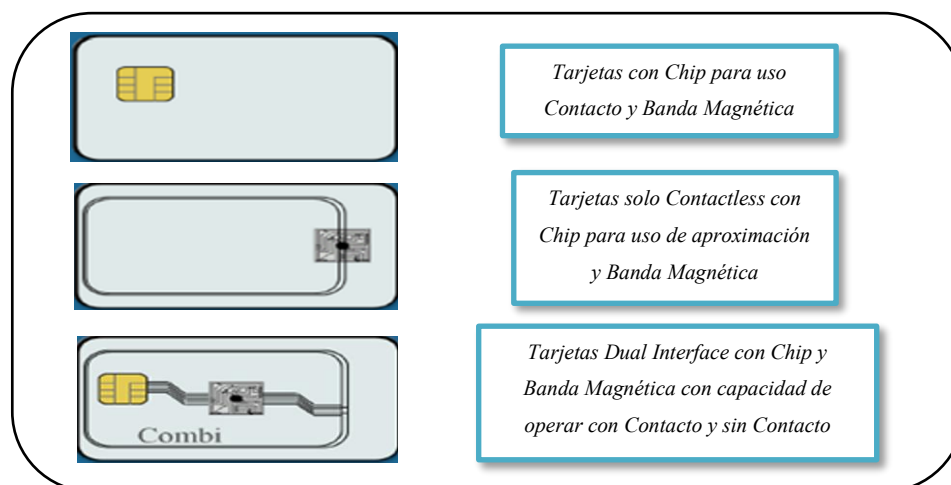 Tarjetas con Chip para uso
Contacto y Banda Magnética
Tarjetas solo Contactless con
Chip para uso de aproximación
y Banda Magnética
Combi
Tarjetas Dual Interface con Chip y
Banda Magnética con capacidad de
operar con Contacto y sin Contacto